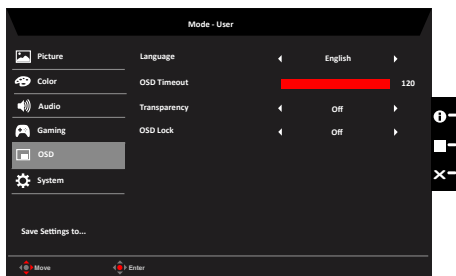 Mode - User
Picture
Language English
Color
OSD Timeout 120
Audio
Transparency Off
Gaming
OSD Lock Off
OSD
System
Save Settings to...
Move Enter